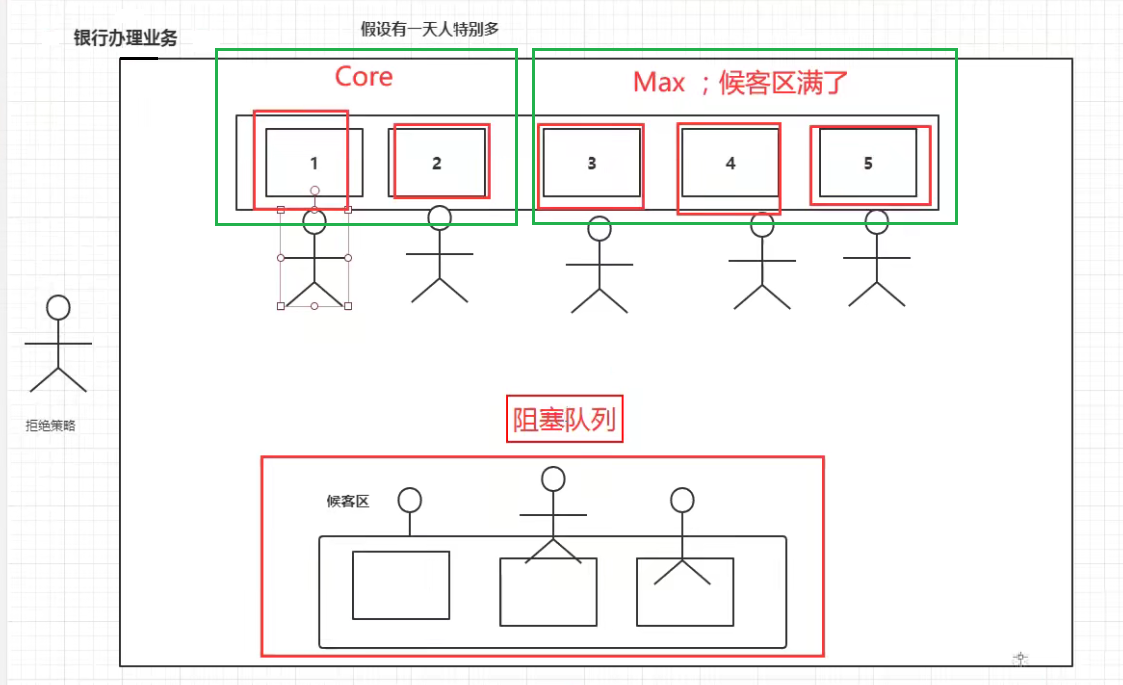 银行办理业务
假设有一天人特别多
Core
Max ；候客区满了
1
2
3
4
5
拒绝策略
阻塞队列
候客区